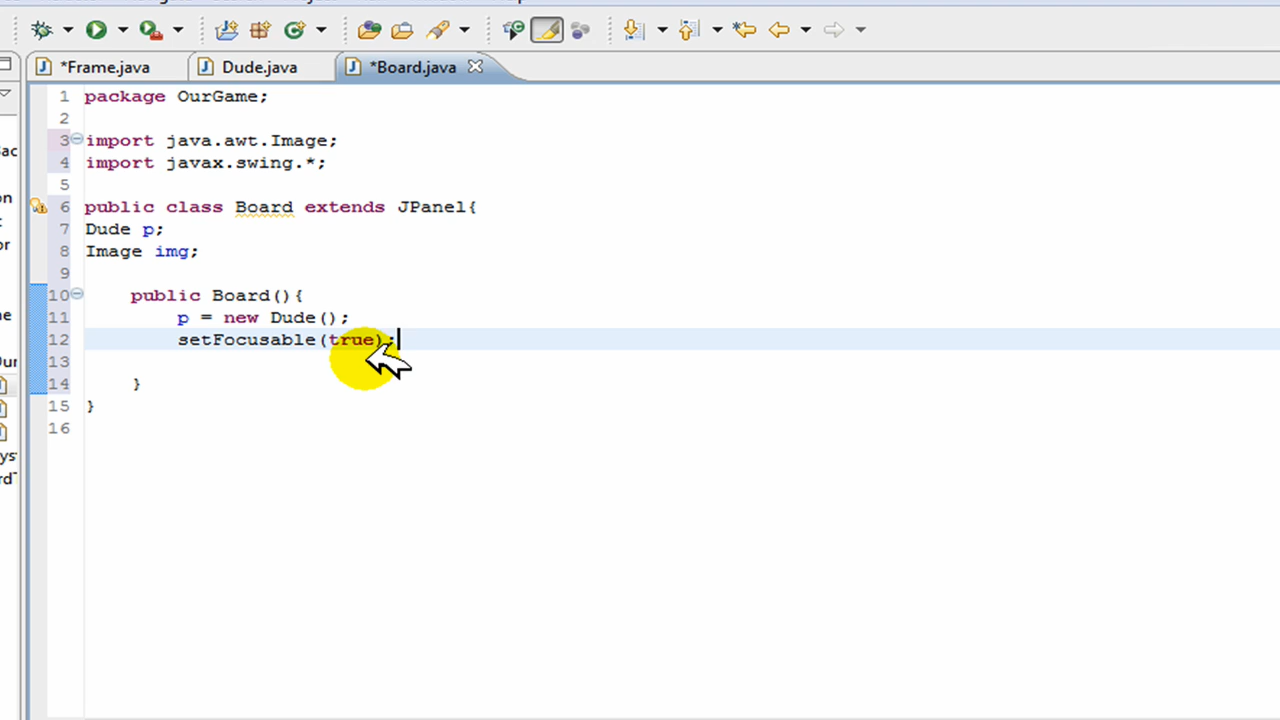 *Frame.java Dude.java *Board.java
1 package OurGame;
2
3 import java.awt.Image;
4 import javax.swing.*;
5
6 public class Board extends JPanel{
7 Dude p;
8 Image img;
9
10 public Board(){
11 p = new Dude();
12 setFocusable(true);
13
14 }
15 }
16